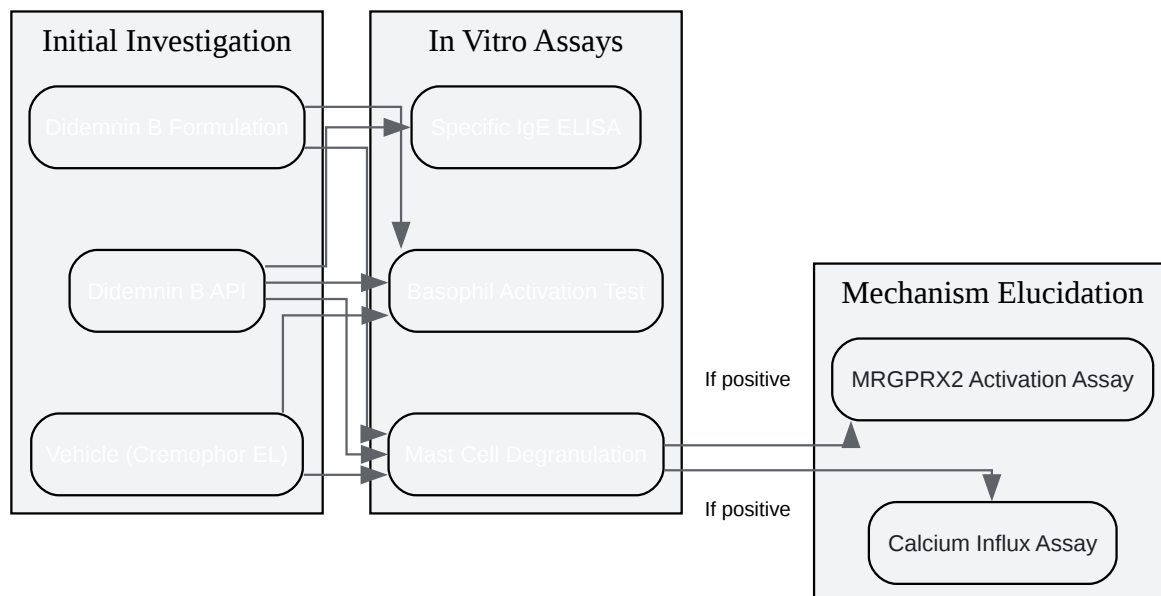 Initial Investigation
Didemnin B Formulation
Didemnin B API
Vehicle (Cremophor EL)
In Vitro Assays
Specific IgE ELISA
Basophil Activation Test
Mast Cell Degranulation
If positive
If positive
Mechanism Elucidation
MRGPRX2 Activation Assay
Calcium Influx Assay